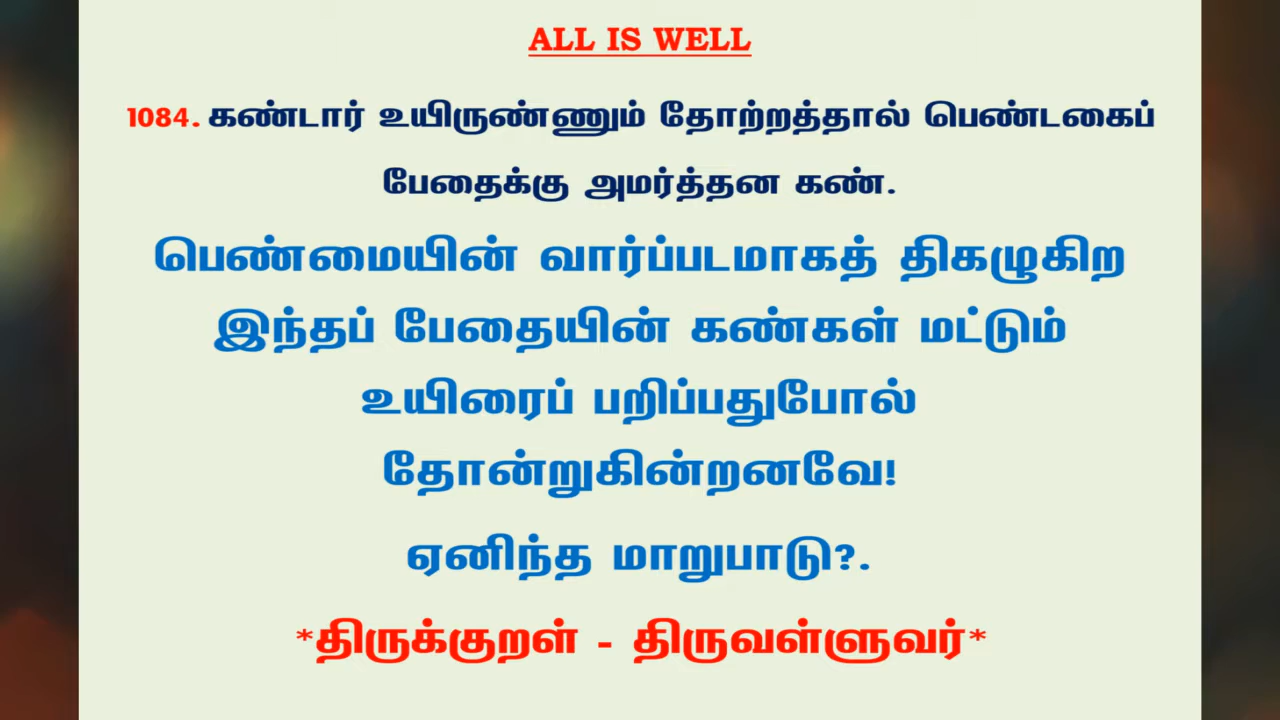 ALL IS WELL
1084. கண்டார் உயிருண்ணும் தோற்றத்தால் பெண்டகைப்
பேதைக்கு அமர்த்தன கண்.
பெண்மையின் வார்ப்படமாகத் திகழுகிற
இந்தப் பேதையின் கண்கள் மட்டும்
உயிரைப் பறிப்பதுபோல்
தோன்றுகின்றனவே!
ஏனிந்த மாறுபாடு?.
*திருக்குறள் - திருவள்ளுவர்*